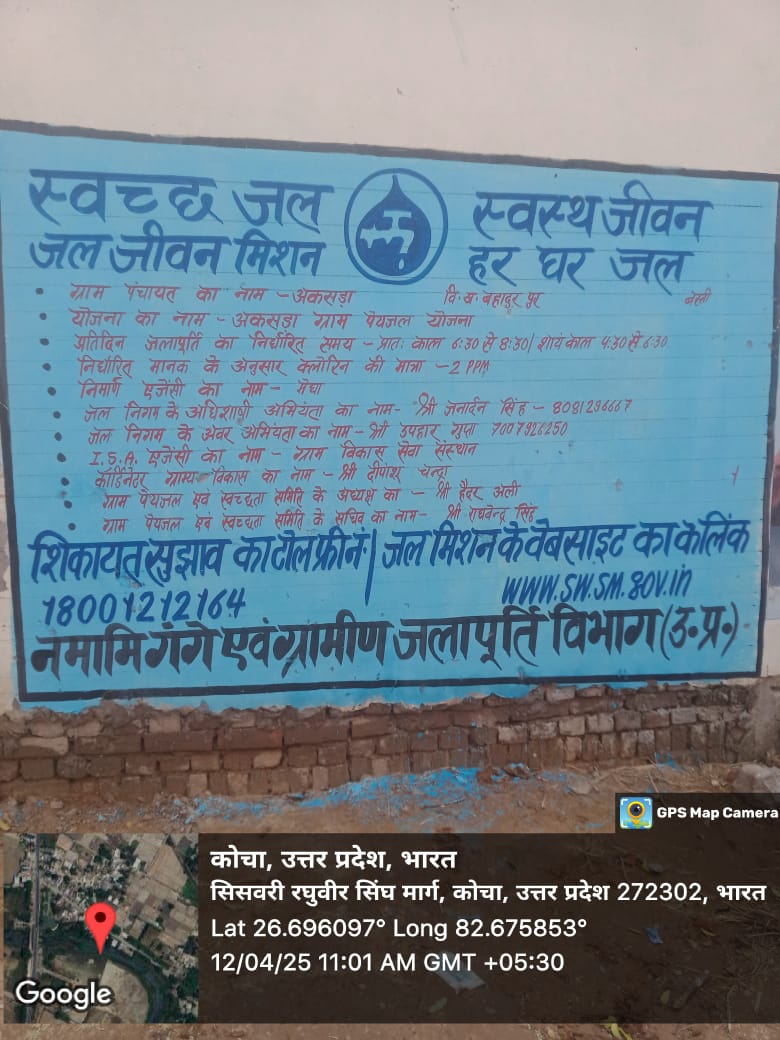 स्वच्छ जल स्वस्थ जीवन
जल जीवन मिशन हर घर जल
• ग्राम पंचायत का नाम - अकसड़ा वि. ख. बहादुर पुर बस्ती
• योजना का नाम - अकसड़ा ग्राम पेयजल योजना
• प्रतिदिन जलापूर्ति का निर्धारित समय - प्रातः काल 6:30 से 8:30/ शायं काल 4:30 से 6:30
• निर्धारित मानक के अनुसार क्लोरिन की मात्रा - 2 PPM
• निमार्ण एजेंसी का नाम - मेघा
• जल निगम के अधिशाषी अभियंता का नाम- श्री जनार्दन सिंह - 8081296667
• जल निगम के अवर अभियंता का नाम - श्री उपहार गुप्ता 7007926250
• I.S.A. एजेंसी का नाम - ग्राम विकास सेवा संस्थान
• कॉर्डिनेटर ग्राम्य विकास का नाम - श्री दीपांश चन्द्रा
• ग्राम पेयजल एवं स्वच्छता समिति के अध्यक्ष का - श्री हैदर अली
• ग्राम पेयजल एवं स्वच्छता समिति के सचिव का नाम- श्री राघवेन्द्र सिंह
शिकायत सुझाव का टोल फ्री नं. | जल मिशन के वेबसाइट का के लिंक
18001212164 www.sw.sm.gov.in
नमामि गंगे एवं ग्रामीण जलापूर्ति विभाग (उ.प्र.)
GPS Map Camera
कोचा, उत्तर प्रदेश, भारत
सिसवरी रघुवीर सिंघ मार्ग, कोचा, उत्तर प्रदेश 272302, भारत
Lat 26.696097° Long 82.675853°
12/04/25 11:01 AM GMT +05:30
Google